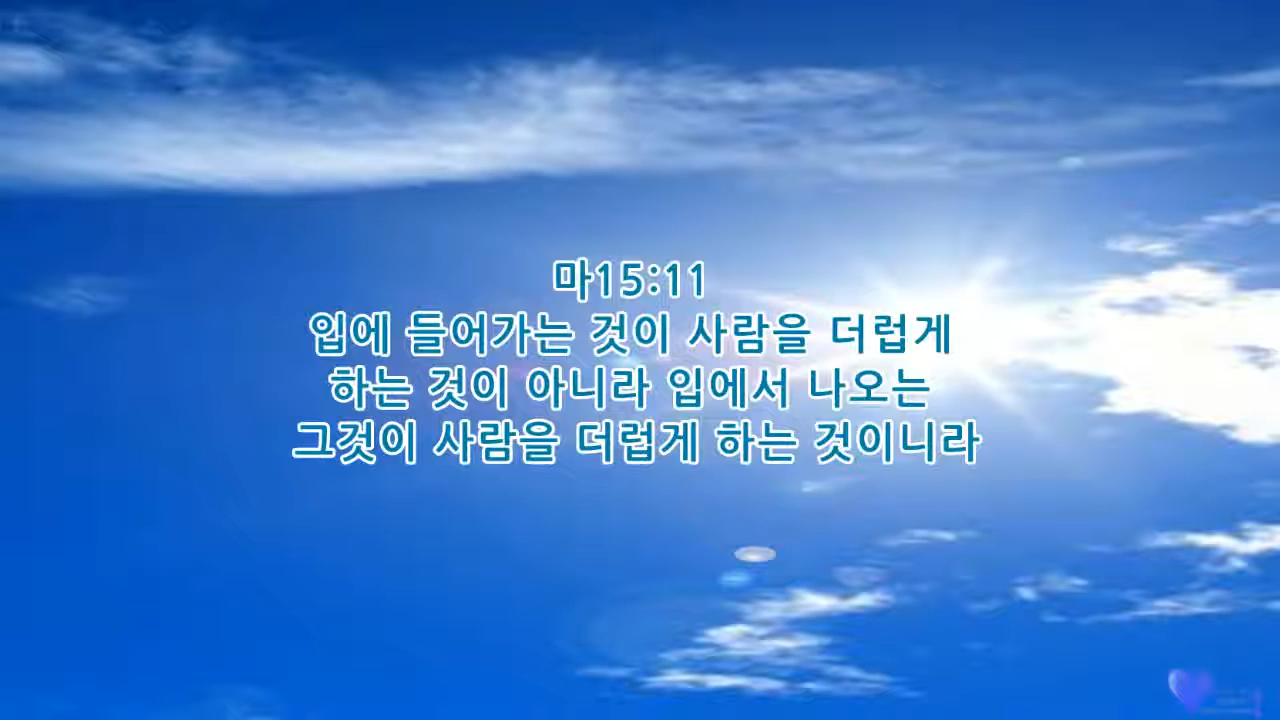 마15:11
입에 들어가는 것이 사람을 더럽게
하는 것이 아니라 입에서 나오는
그것이 사람을 더럽게 하는 것이니라